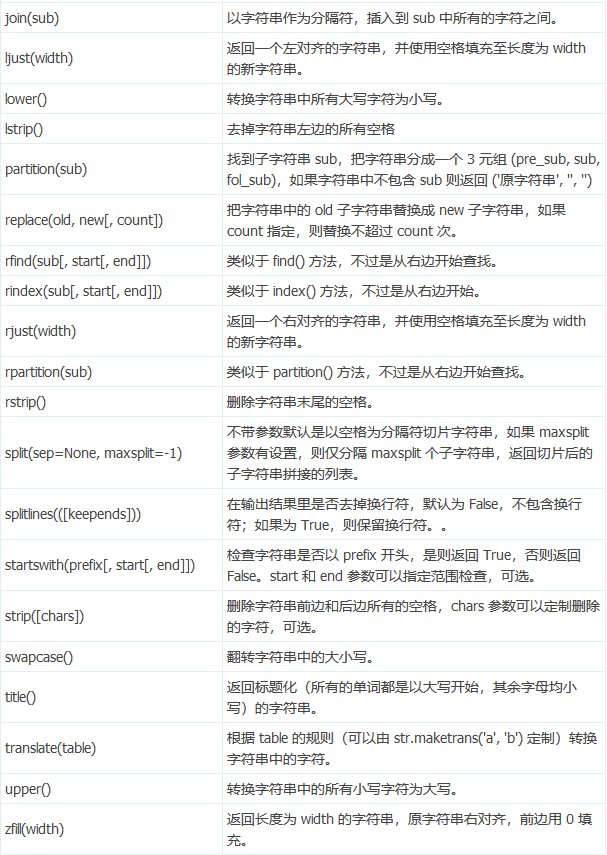 join(sub)
以字符串作为分隔符，插入到 sub 中所有的字符之间。
ljust(width)
返回一个左对齐的字符串，并使用空格填充至长度为 width
的新字符串。
lower()
转换字符串中所有大写字符为小写。
lstrip()
去掉字符串左边的所有空格
partition(sub)
找到子字符串 sub，把字符串分成一个 3 元组 (pre_sub, sub,
fol_sub)，如果字符串中不包含 sub 则返回 ('原字符串', '', '')
replace(old, new[, count])
把字符串中的 old 子字符串替换成 new 子字符串，如果
count 指定，则替换不超过 count 次。
rfind(sub[, start[, end]])
类似于 find() 方法，不过是从右边开始查找。
rindex(sub[, start[, end]])
类似于 index() 方法，不过是从右边开始。
rjust(width)
返回一个右对齐的字符串，并使用空格填充至长度为 width
的新字符串。
rpartition(sub)
类似于 partition() 方法，不过是从右边开始查找。
rstrip()
删除字符串末尾的空格。
split(sep=None, maxsplit=-1)
不带参数默认是以空格为分隔符切片字符串，如果 maxsplit
参数有设置，则仅分隔 maxsplit 个子字符串，返回切片后的
子字符串拼接的列表。
splitlines(([keepends]))
在输出结果里是否去掉换行符，默认为 False，不包含换行
符；如果为 True，则保留换行符。。
startswith(prefix[, start[, end]])
检查字符串是否以 prefix 开头，是则返回 True，否则返回
False。start 和 end 参数可以指定范围检查，可选。
strip([chars])
删除字符串前边和后边所有的空格，chars 参数可以定制删除
的字符，可选。
swapcase()
翻转字符串中的大小写。
title()
返回标题化（所有的单词都是以大写开始，其余字母均小
写）的字符串。
translate(table)
根据 table 的规则（可以由 str.maketrans('a', 'b') 定制）转换
字符串中的字符。
upper()
转换字符串中的所有小写字符为大写。
zfill(width)
返回长度为 width 的字符串，原字符串右对齐，前边用 0 填
充。